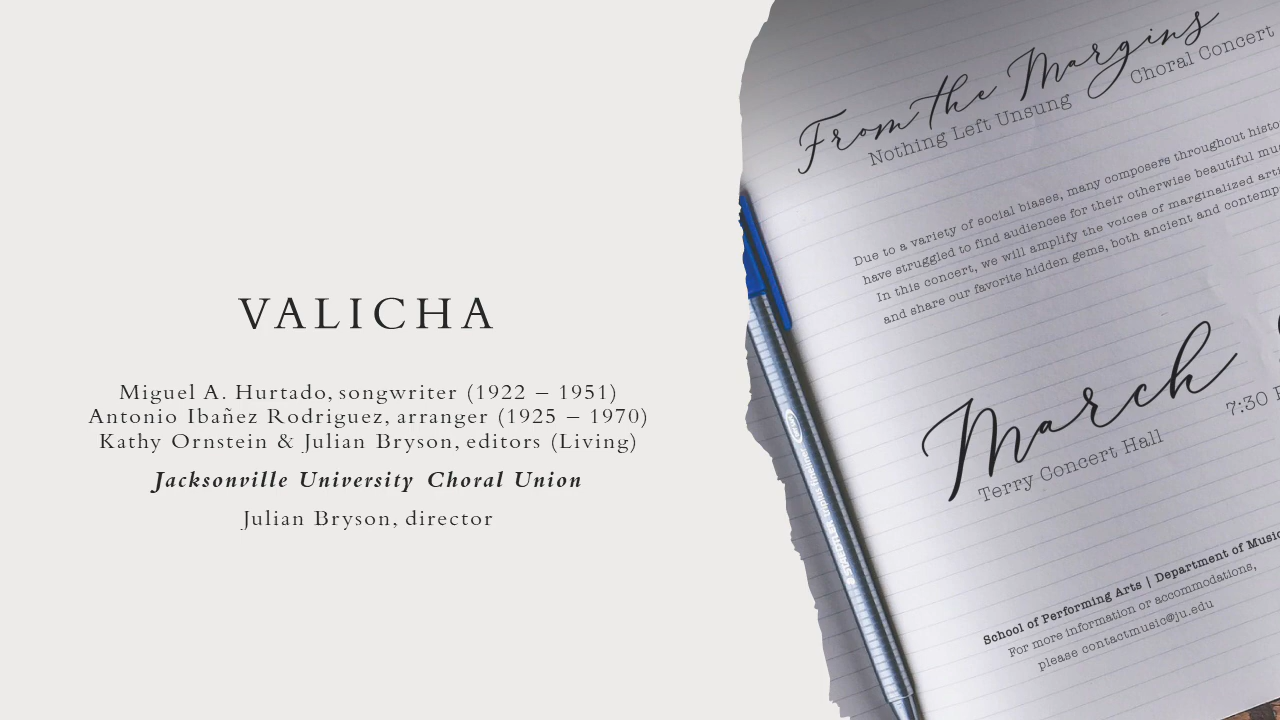 VALICHA
Miguel A. Hurtado, songwriter (1922 – 1951)
Antonio Ibañez Rodriguez, arranger (1925 – 1970)
Kathy Ornstein & Julian Bryson, editors (Living)
Jacksonville University Choral Union
Julian Bryson, director
From the Margins
Nothing Left Unsung Choral Concert
Due to a variety of social biases, many composers throughout
have struggled to find audiences for their otherwise beautiful
In this concert, we will amplify the voices of marginalized
and share our favorite hidden gems, both ancient and
March
7:30
Terry Concert Hall
School of Performing Arts | Department of Music
For more information or accommodations,
please contactmusic@ju.edu
STAEDTLER triplus fineliner